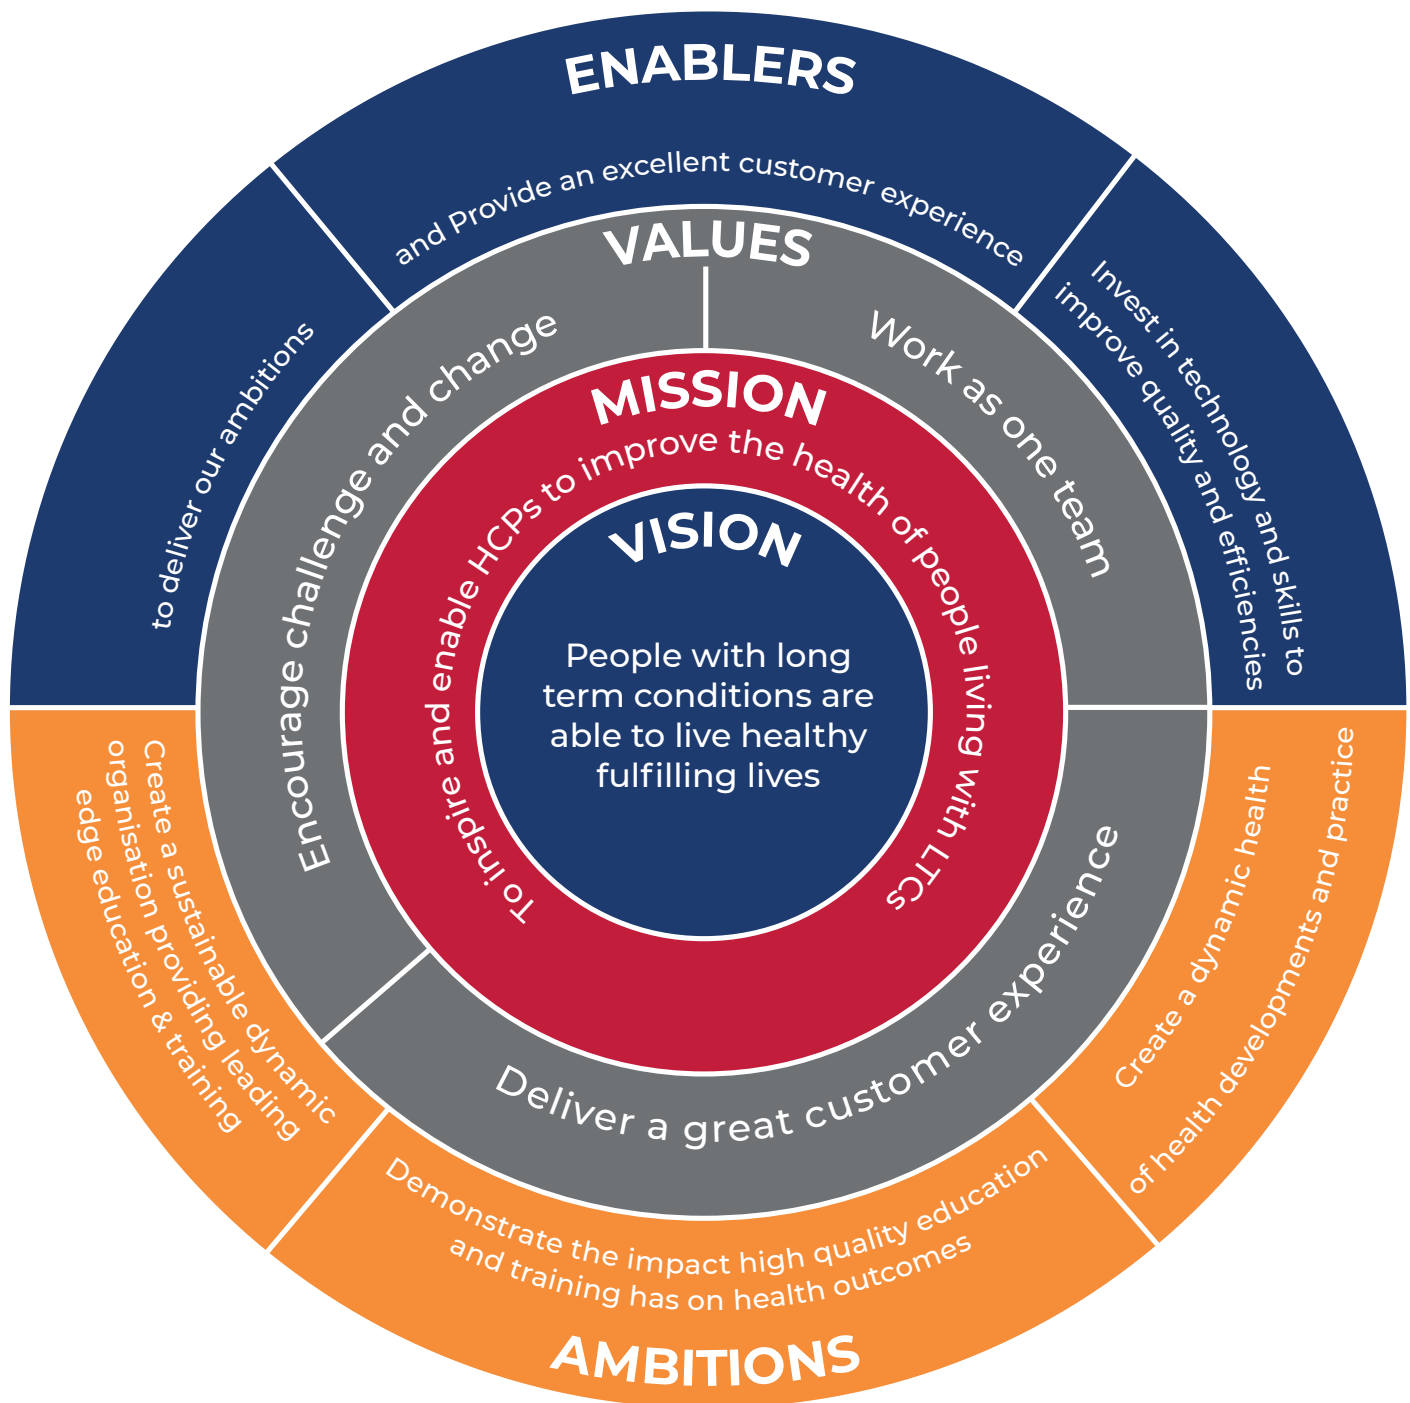 ENABLERS
to deliver our ambitions
and Provide an excellent customer experience
Invest in technology and skills to
improve quality and efficiencies
VALUES
Encourage challenge and change
Work as one team
Deliver a great customer experience
MISSION
To inspire and enable HCPs to improve the health of people living with LTCs
VISION
People with long
term conditions are
able to live healthy
fulfilling lives
Create a sustainable dynamic
organisation providing leading
edge education & training
Demonstrate the impact high quality education
and training has on health outcomes
Create a dynamic health
of health developments and practice
AMBITIONS